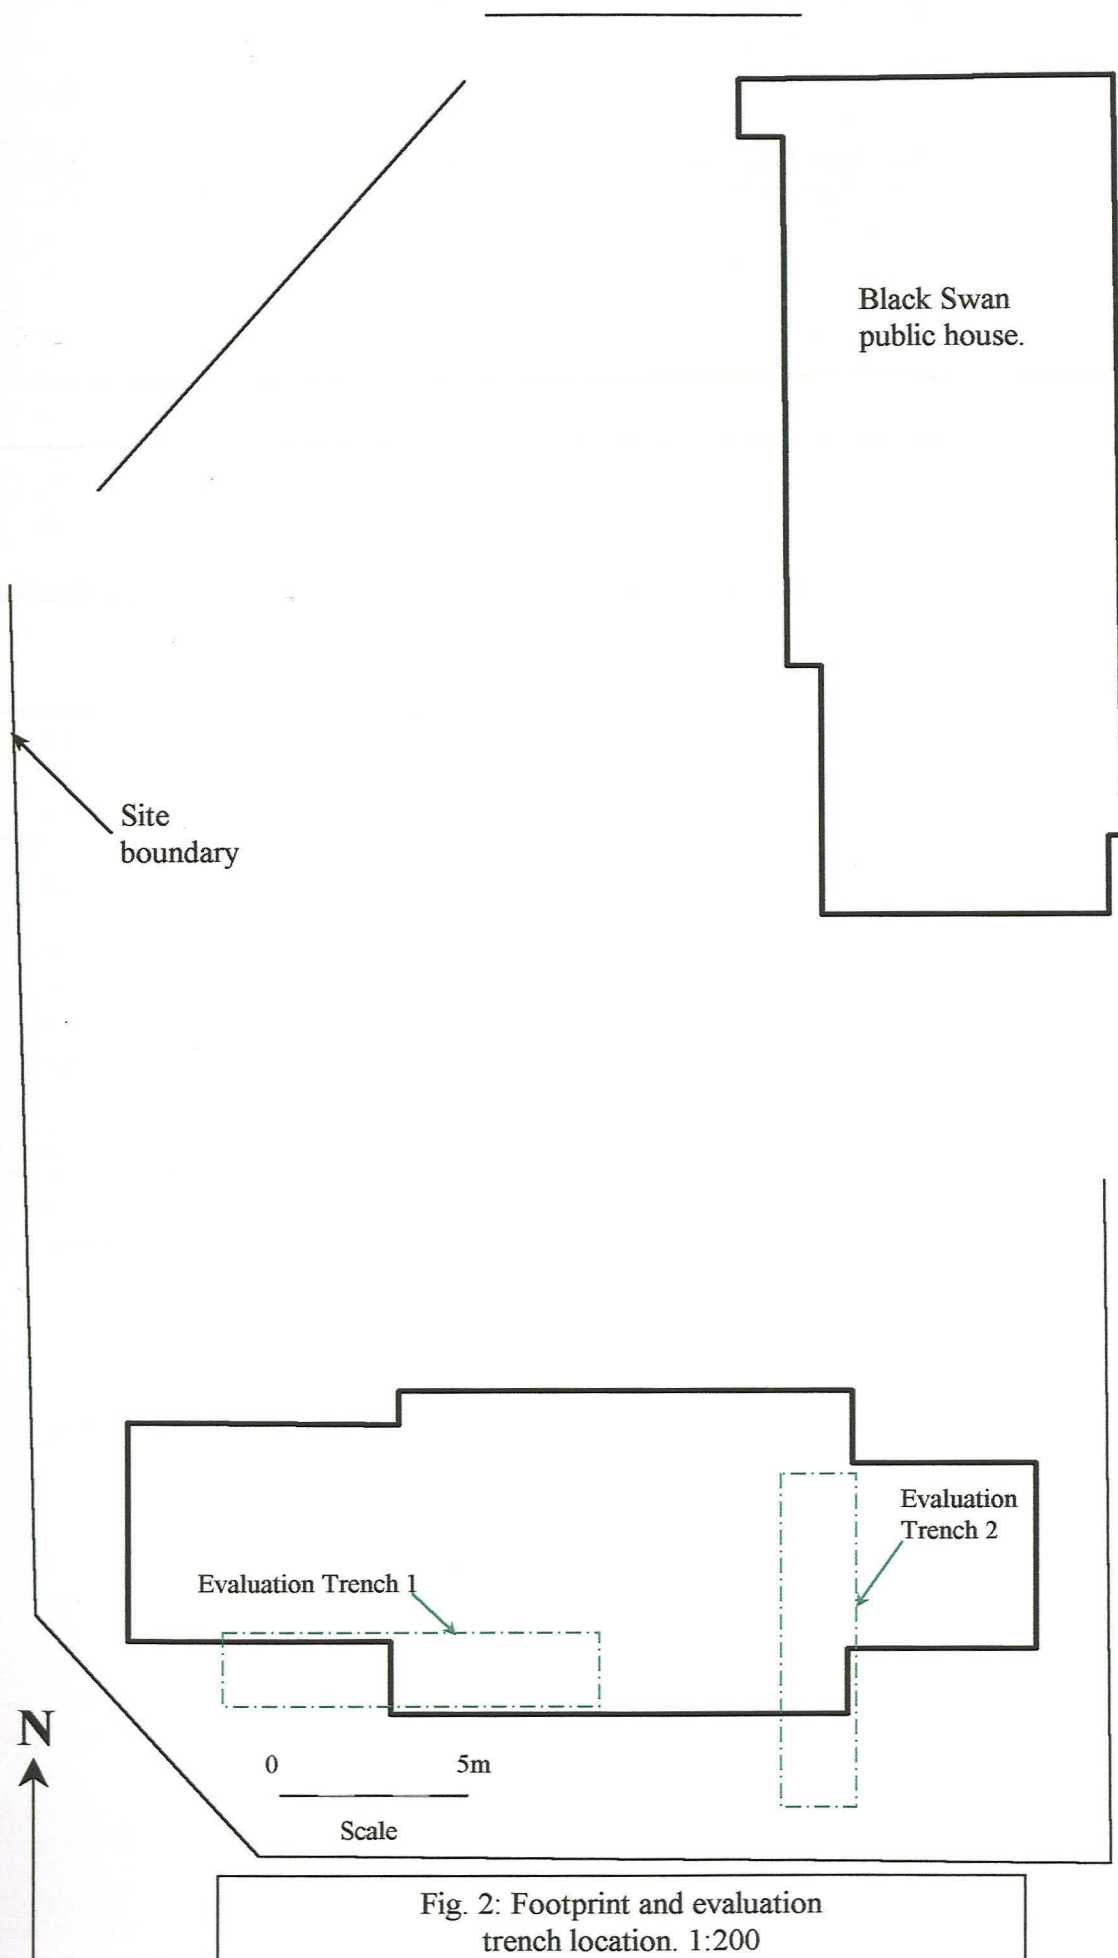 Black Swan
public house.
Site
boundary
Evaluation
Trench 2
Evaluation Trench 1
N
0 5m
Scale
Fig. 2: Footprint and evaluation
trench location. 1:200